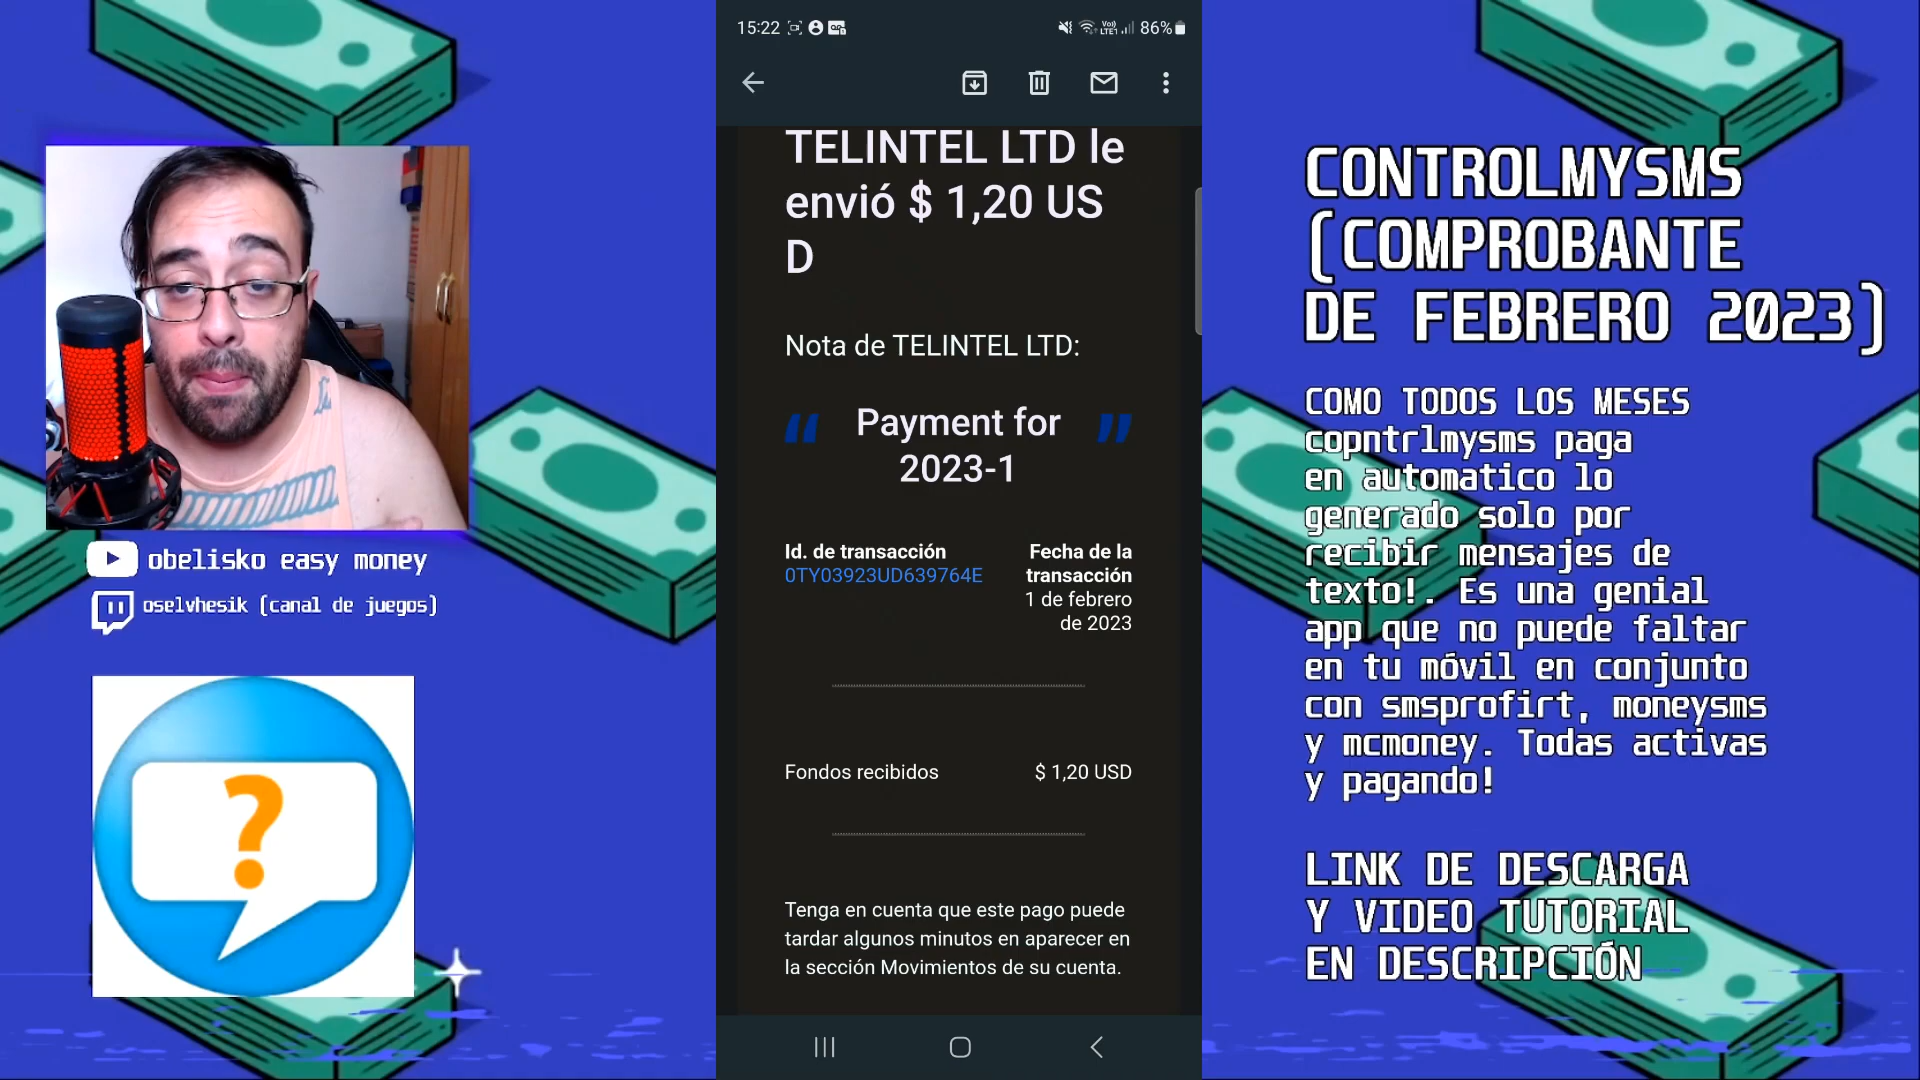 15:22
86%
TELINTEL LTD le
envió $ 1,20 US
D
Nota de TELINTEL LTD:
“ Payment for ”
2023-1
Id. de transacción
0TY03923UD639764E
Fecha de la
transacción
1 de febrero
de 2023
Fondos recibidos $ 1,20 USD
Tenga en cuenta que este pago puede
tardar algunos minutos en aparecer en
la sección Movimientos de su cuenta.
obelisko easy money
oselvhesik (canal de juegos)
?
CONTROLMYSMS
(COMPROBANTE
DE FEBRERO 2023)
COMO TODOS LOS MESES
copntrlmysms paga
en automatico lo
generado solo por
recibir mensajes de
texto!. Es una genial
app que no puede faltar
en tu móvil en conjunto
con smsprofirt, moneysms
y mcmoney. Todas activas
y pagando!
LINK DE DESCARGA
Y VIDEO TUTORIAL
EN DESCRIPCIÓN